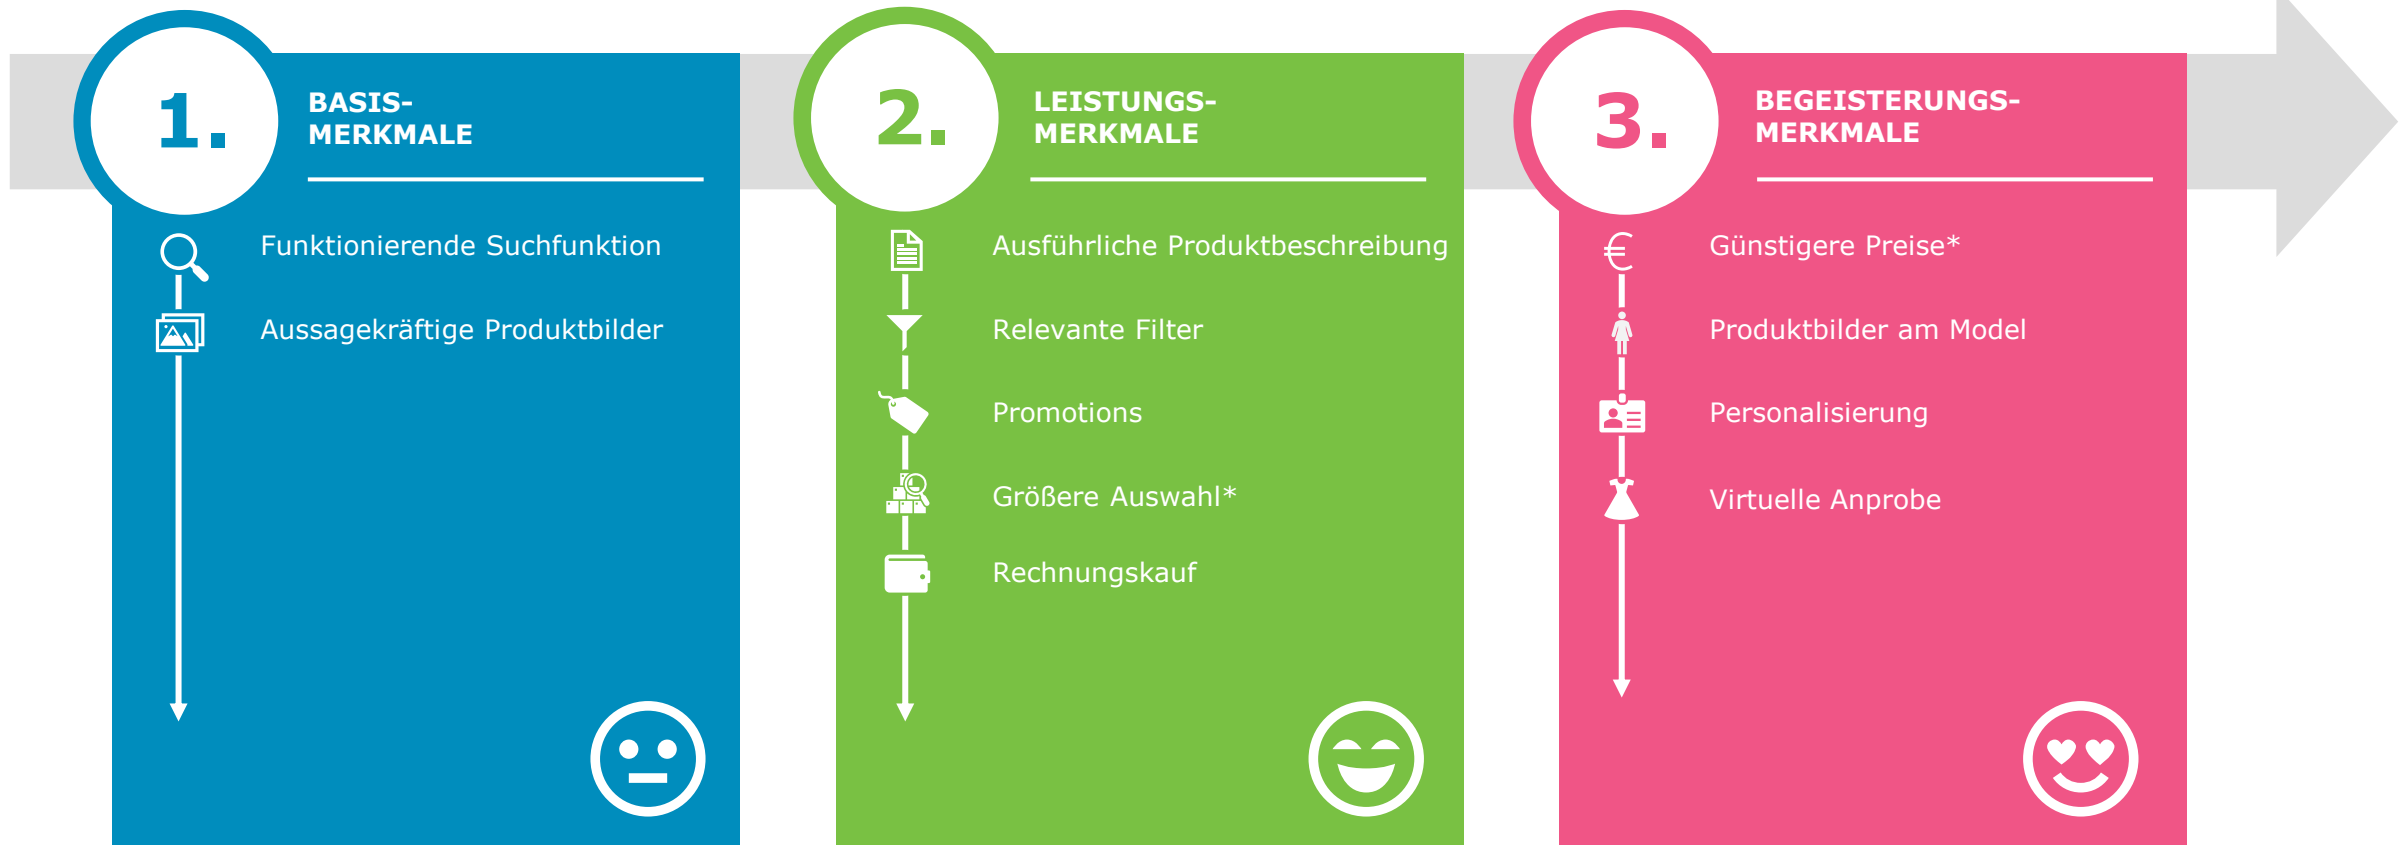 1.
BASIS-
MERKMALE
Funktionierende Suchfunktion
Aussagekräftige Produktbilder
2.
LEISTUNGS-
MERKMALE
Ausführliche Produktbeschreibung
Relevante Filter
Promotions
Größere Auswahl*
Rechnungskauf
3.
BEGEISTERUNGS-
MERKMALE
Günstigere Preise*
Produktbilder am Model
Personalisierung
Virtuelle Anprobe